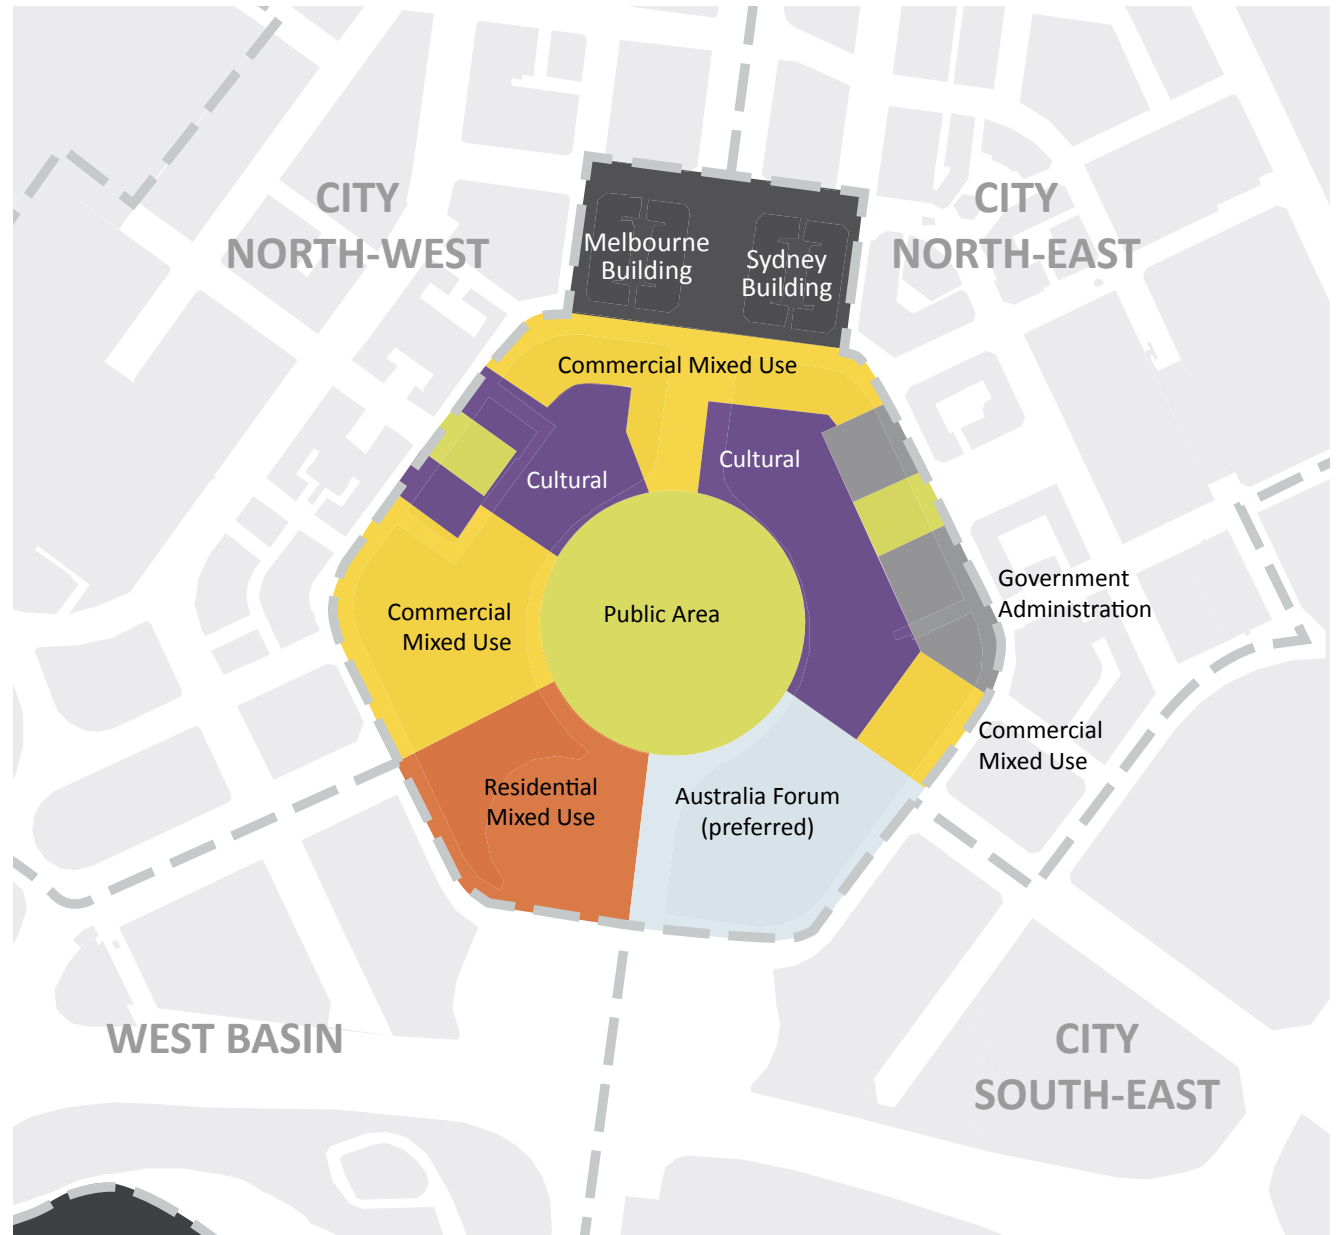 CITY
NORTH-WEST
CITY
NORTH-EAST
Melbourne
Building
Sydney
Building
Commercial Mixed Use
Cultural
Cultural
Government
Administration
Commercial
Mixed Use
Public Area
Commercial
Mixed Use
Residential
Mixed Use
Australia Forum
(preferred)
WEST BASIN
CITY
SOUTH-EAST